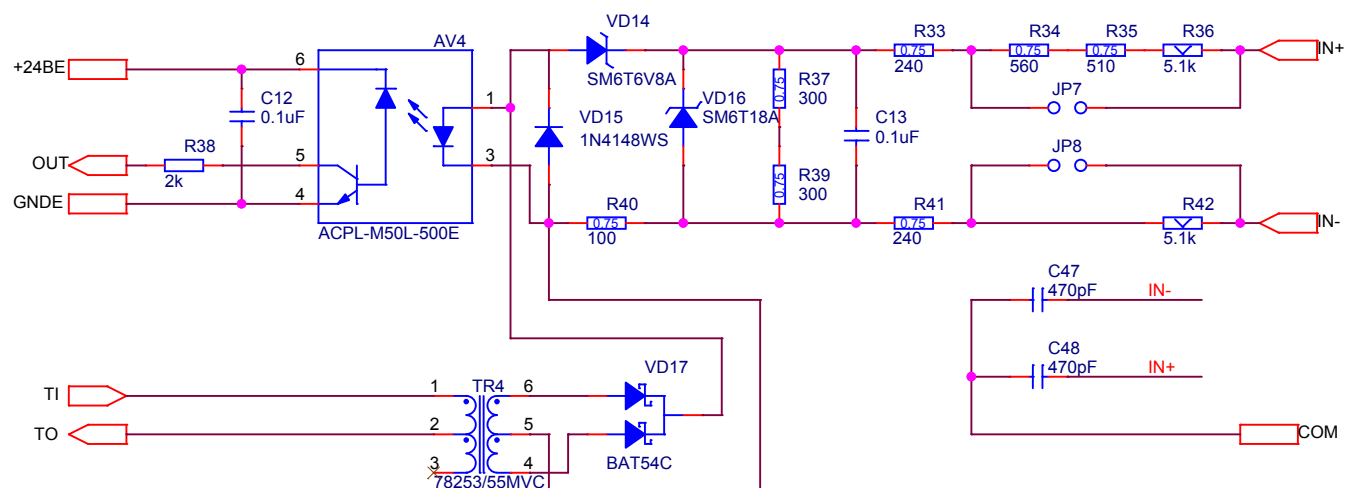 VD14
AV4
R33
R34
R35
R36
+24BE
6
0.75
0.75
0.75
IN+
SM6T6V8A
240
560
510
5.1k
C12
0.1uF
1
R37
300
0.75
JP7
VD16
SM6T18A
VD15
1N4148WS
C13
0.1uF
OUT
R38
2k
5
3
JP8
R39
300
0.75
GNDE
4
R40
0.75
100
R41
0.75
240
R42
5.1k
IN-
ACPL-M50L-500E
C47
470pF
IN-
VD17
C48
470pF
IN+
TI
1
TR4
6
TO
2
5
COM
3
4
BAT54C
78253/55MVC